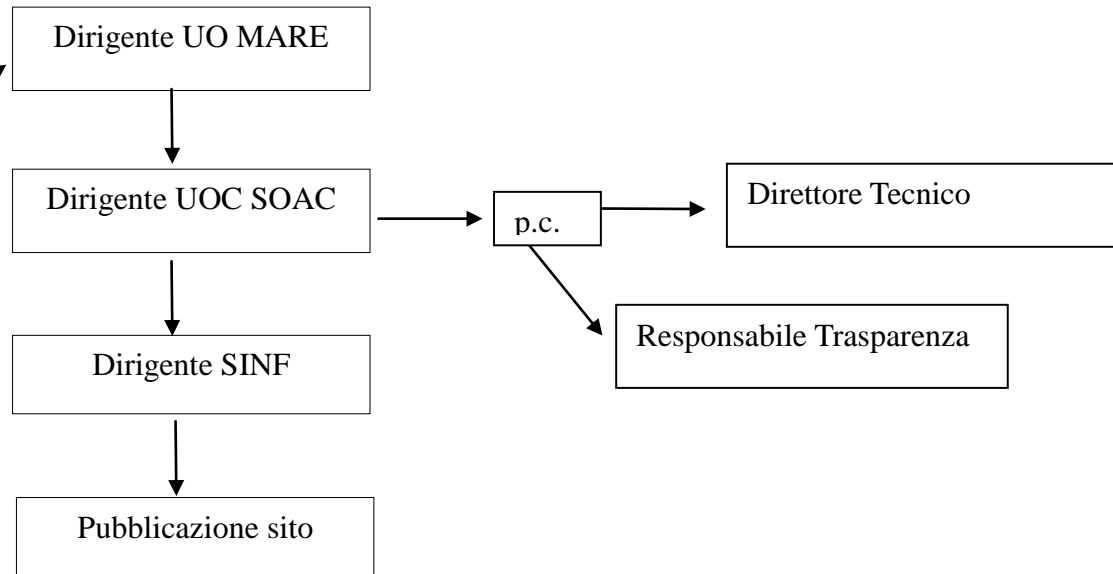 Dirigente UO MARE
Dirigente UOC SOAC
p.c.
Direttore Tecnico
Responsabile Trasparenza
Dirigente SINF
Pubblicazione sito